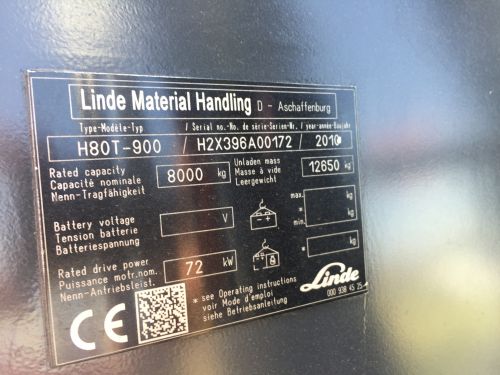 Linde Material Handling D - Aschaffenburg
Type-Modèle-Typ / Serial no.-No. de série-Serien-Nr. / year-année-Baujahr
H80T-900 / H2X396A00172 / 2010
Rated capacity
Capacité nominale
Nenn-Tragfähigkeit
8000 kg
Unladen mass
Masse à vide
Leergewicht
12650 kg
Battery voltage
Tension batterie
Batteriespannung
V
- +
max. kg
*
min. kg
Rated drive power
Puissance motr.nom.
Nenn-Antriebsleist.
72 kW
* kg
CE
* see Operating instructions
voir Mode d'emploi
siehe Betriebsanleitung
Linde
000 938 45 25